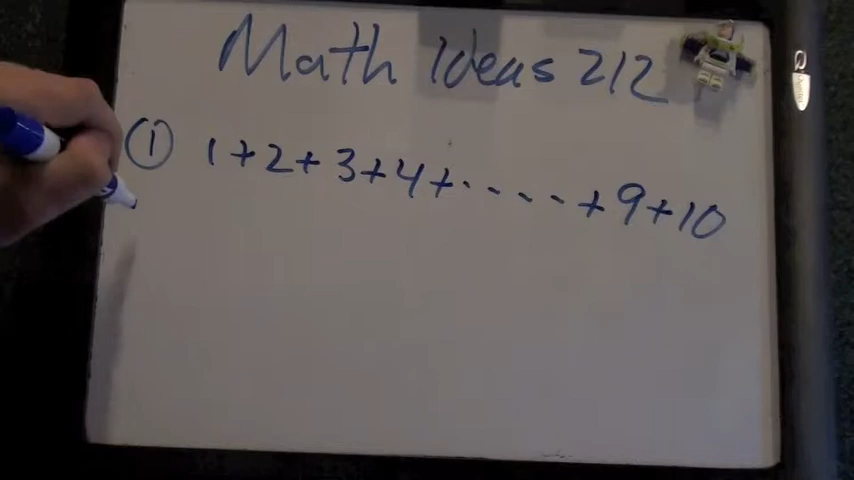 Math Ideas 212
① 1+2+3+4+.....+9+10